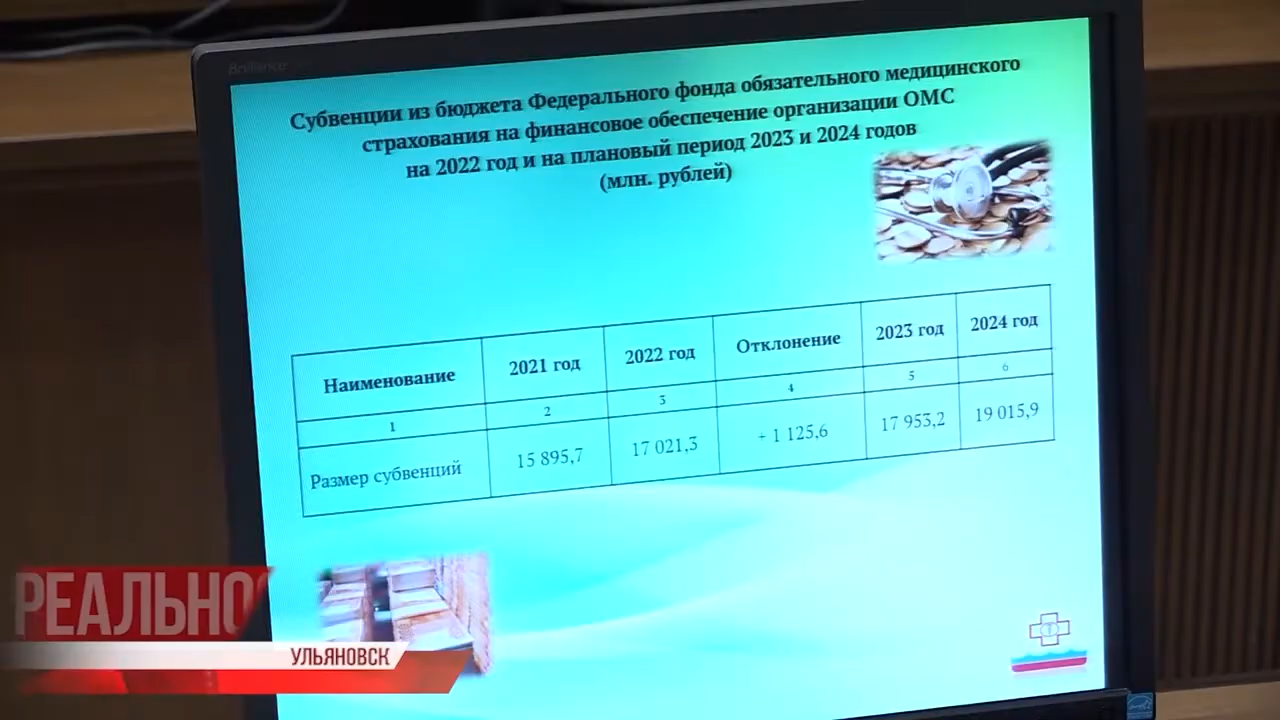 Brilliance
Субвенции из бюджета Федерального фонда обязательного медицинского
страхования на финансовое обеспечение организации ОМС
на 2022 год и на плановый период 2023 и 2024 годов
(млн. рублей)
Наименование 2021 год 2022 год Отклонение 2023 год 2024 год
1 2 3 4 5 6
Размер субвенций 15 895,7 17 021,3 + 1 125,6 17 953,2 19 015,9
РЕАЛЬНО
УЛЬЯНОВСК